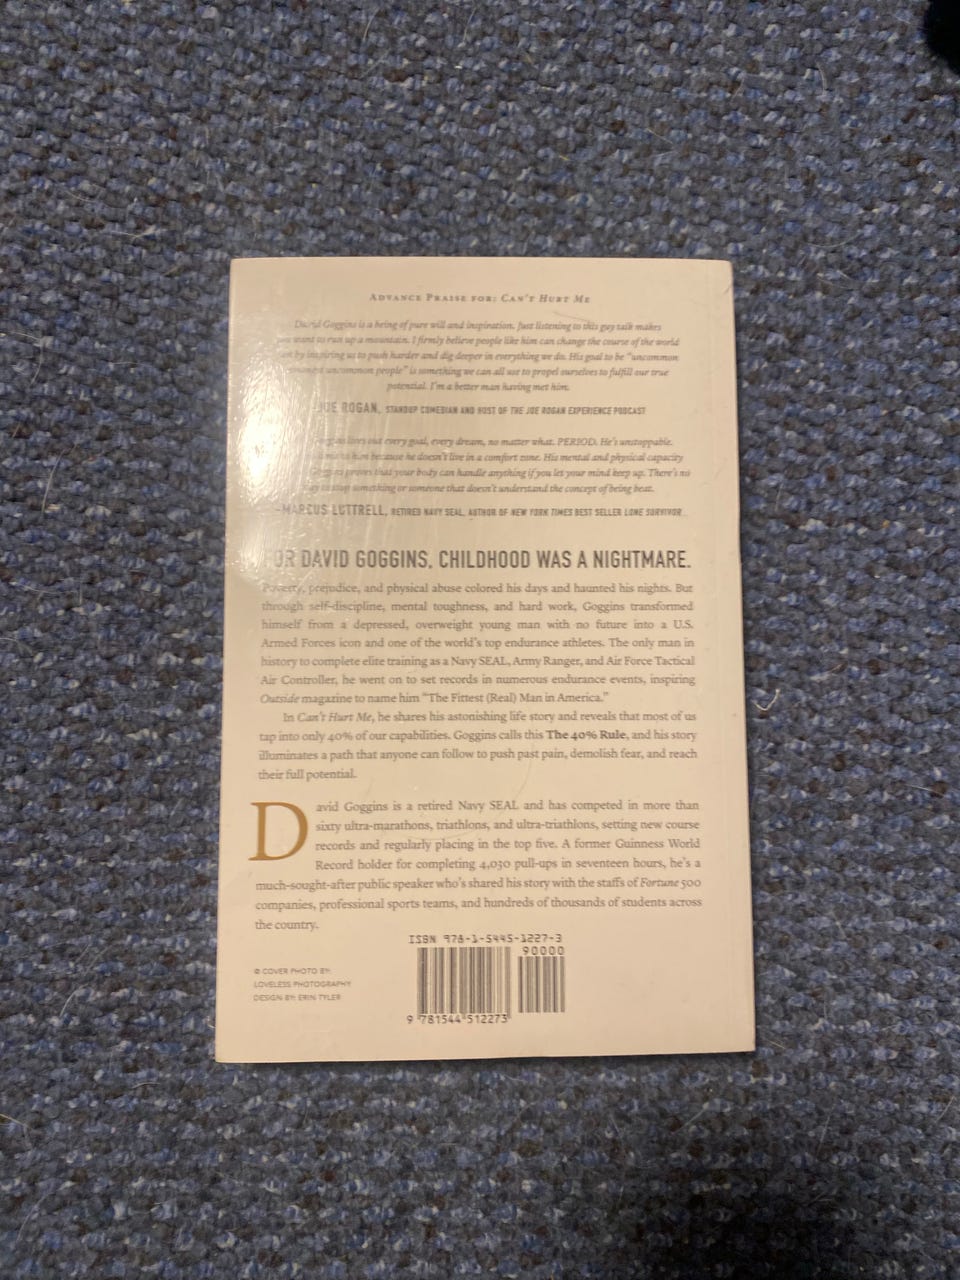 ADVANCE PRAISE FOR: CAN'T HURT ME
David Goggins is a being of pure will and inspiration. Just listening to this guy talk makes
you want to run up a mountain. I firmly believe people like him can change the course of the world
just by inspiring us to push harder and dig deeper in everything we do. His goal to be "uncommon
amongst uncommon people" is something we can all use to propel ourselves to fulfill our true
potential. I'm a better man having met him.
—JOE ROGAN, STANDUP COMEDIAN AND HOST OF THE JOE ROGAN EXPERIENCE PODCAST
Goggins lives out every goal, every dream, no matter what. PERIOD. He's unstoppable.
to him because he doesn't live in a comfort zone. His mental and physical capacity
Goggins proves that your body can handle anything if you let your mind keep up. There's no
way to stop something or someone that doesn't understand the concept of being beat.
—MARCUS LUTTRELL, RETIRED NAVY SEAL, AUTHOR OF NEW YORK TIMES BEST SELLER LONE SURVIVOR
FOR DAVID GOGGINS, CHILDHOOD WAS A NIGHTMARE.
Poverty, prejudice, and physical abuse colored his days and haunted his nights. But
through self-discipline, mental toughness, and hard work, Goggins transformed
himself from a depressed, overweight young man with no future into a U.S.
Armed Forces icon and one of the world's top endurance athletes. The only man in
history to complete elite training as a Navy SEAL, Army Ranger, and Air Force Tactical
Air Controller, he went on to set records in numerous endurance events, inspiring
Outside magazine to name him "The Fittest (Real) Man in America."
In Can't Hurt Me, he shares his astonishing life story and reveals that most of us
tap into only 40% of our capabilities. Goggins calls this The 40% Rule, and his story
illuminates a path that anyone can follow to push past pain, demolish fear, and reach
their full potential.
David Goggins is a retired Navy SEAL and has competed in more than
sixty ultra-marathons, triathlons, and ultra-triathlons, setting new course
records and regularly placing in the top five. A former Guinness World
Record holder for completing 4,030 pull-ups in seventeen hours, he's a
much-sought-after public speaker who's shared his story with the staffs of Fortune 500
companies, professional sports teams, and hundreds of thousands of students across
the country.
ISBN 978-1-5445-1227-3
90000
© COVER PHOTO BY:
LOVELESS PHOTOGRAPHY
DESIGN BY: ERIN TYLER
9 781544 512273